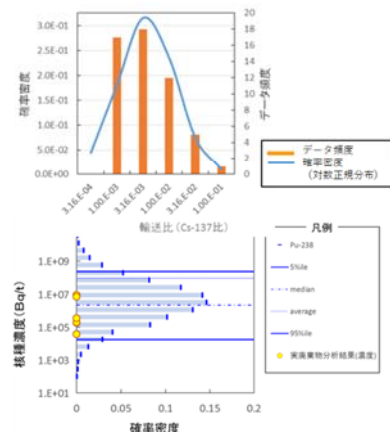 3.0E-01
2.5E-01
2.0E-01
1.5E-01
1.0E-01
5.0E-02
0.0E+00
確率密度
20
18
16
14
12
10
8
6
4
2
0
データ頻度
3.16.E-04
1.00.E-03
3.16.E-03
1.00.E-02
3.16.E-02
1.00.E-01
輸送比（Cs-137比）
データ頻度
確率密度
（対数正規分布）
1.E+09
1.E+07
1.E+05
1.E+03
1.E+01
核種濃度(Bq/t)
0
0.05
0.1
0.15
0.2
確率密度
凡例
Pu-238
5%ile
median
average
95%ile
実廃棄物分析結果(濃度)